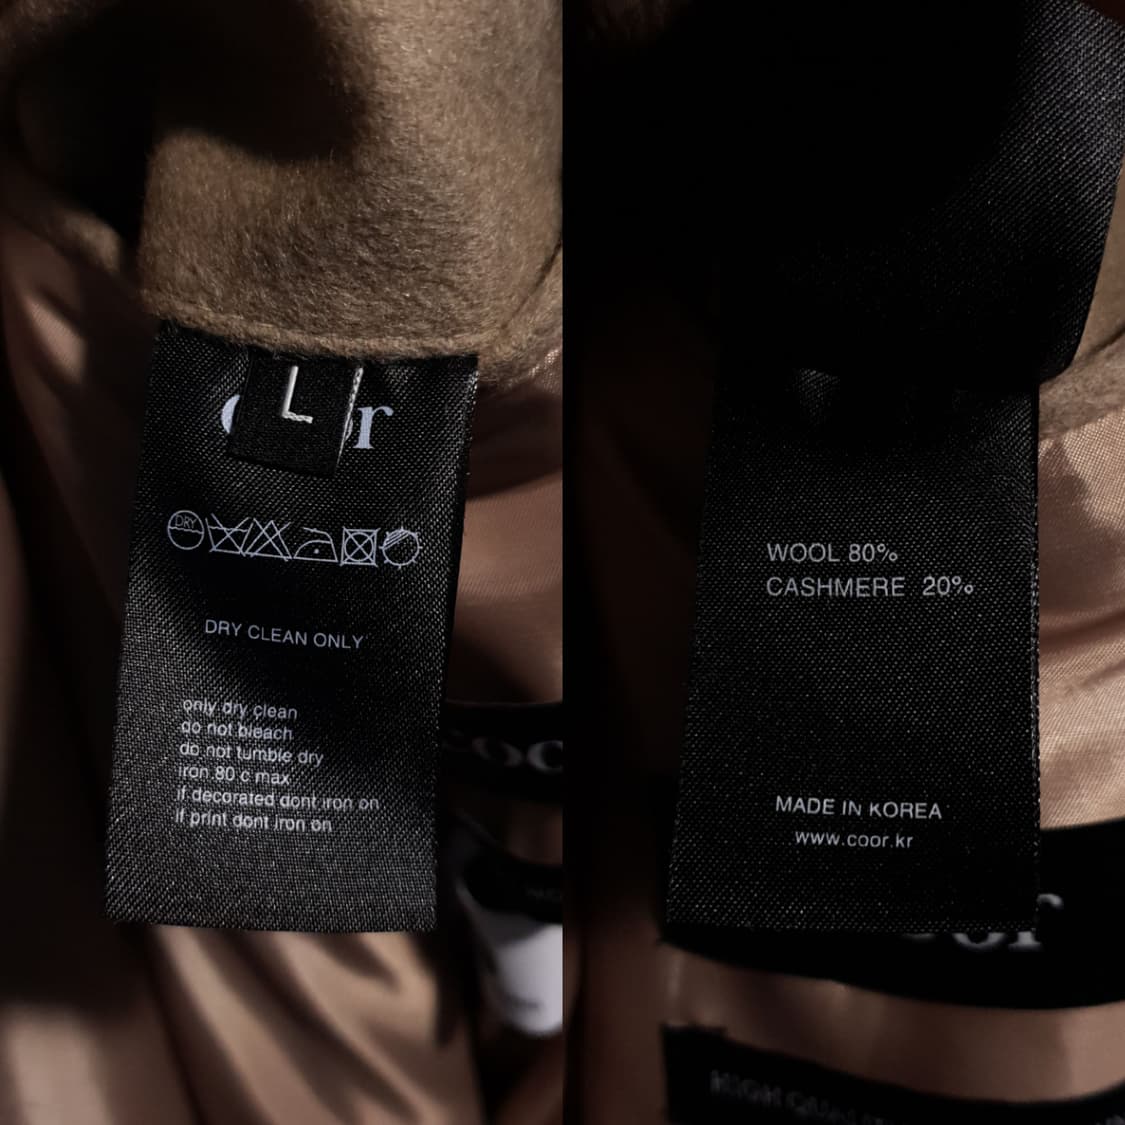 L
DRY
DRY CLEAN ONLY
only dry clean
do not bleach
do not tumble dry
iron 80 c max
if decorated dont iron on
if print dont iron on
WOOL 80%
CASHMERE 20%
MADE IN KOREA
www.coor.kr
HIGH